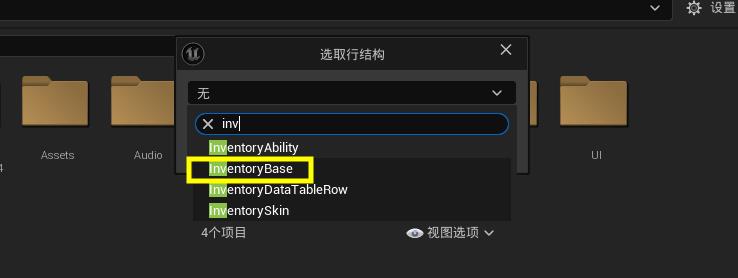 设置
选取行结构
无
inv
InventoryAbility
InventoryBase
InventoryDataTableRow
InventorySkin
4个项目
视图选项
Assets
Audio
UI
4